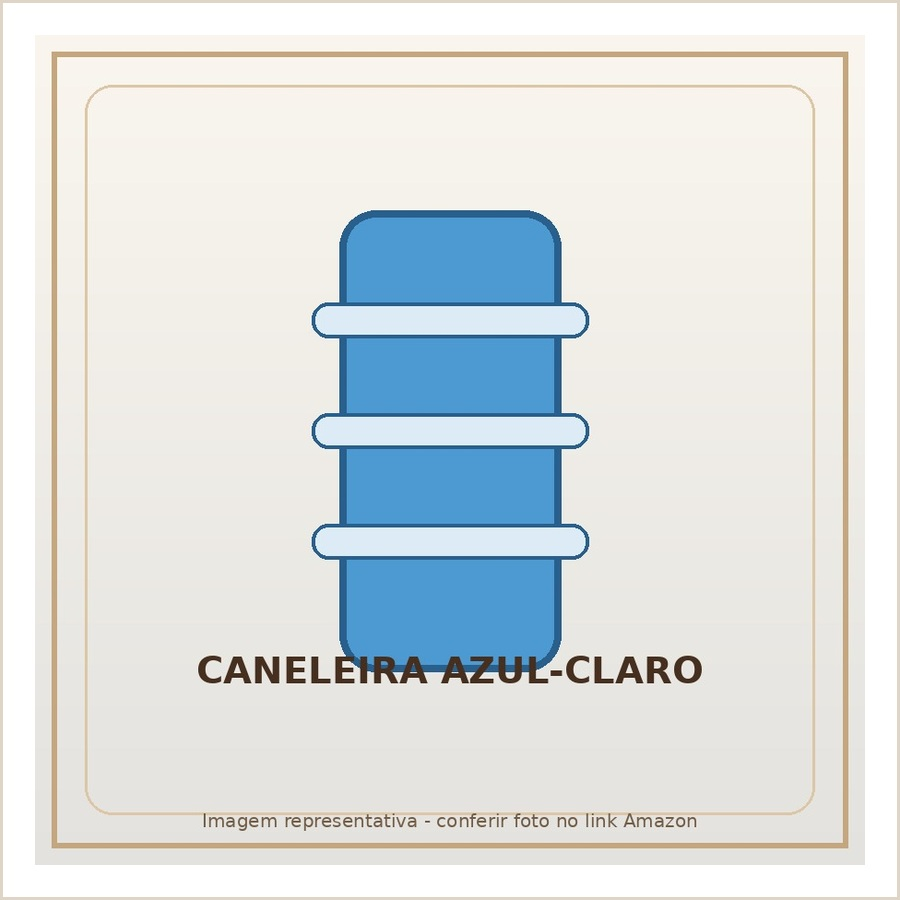 CANELEIRA AZUL-CLARO
Imagem representativa - conferir foto no link Amazon